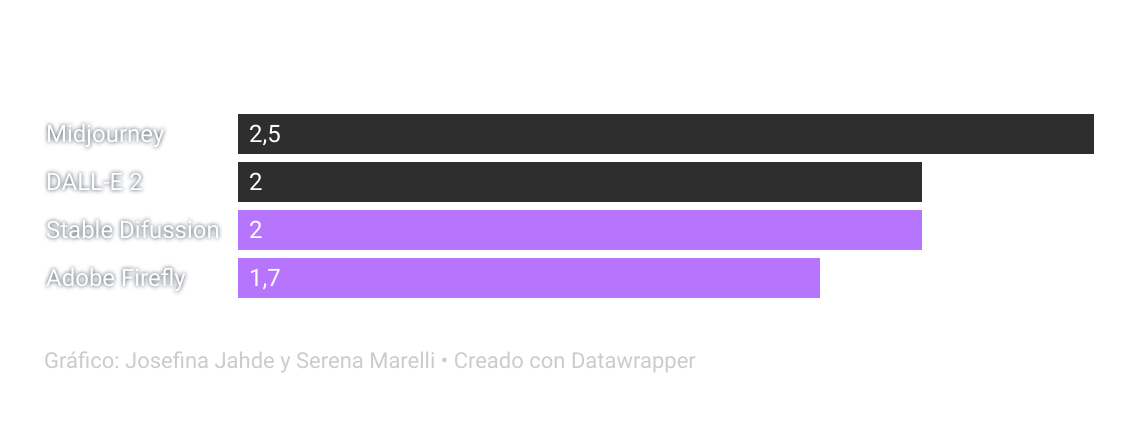 Midjourney 2,5
DALL-E 2 2
Stable Difussion 2
Adobe Firefly 1,7
Gráfico: Josefina Jahde y Serena Marelli • Creado con Datawrapper